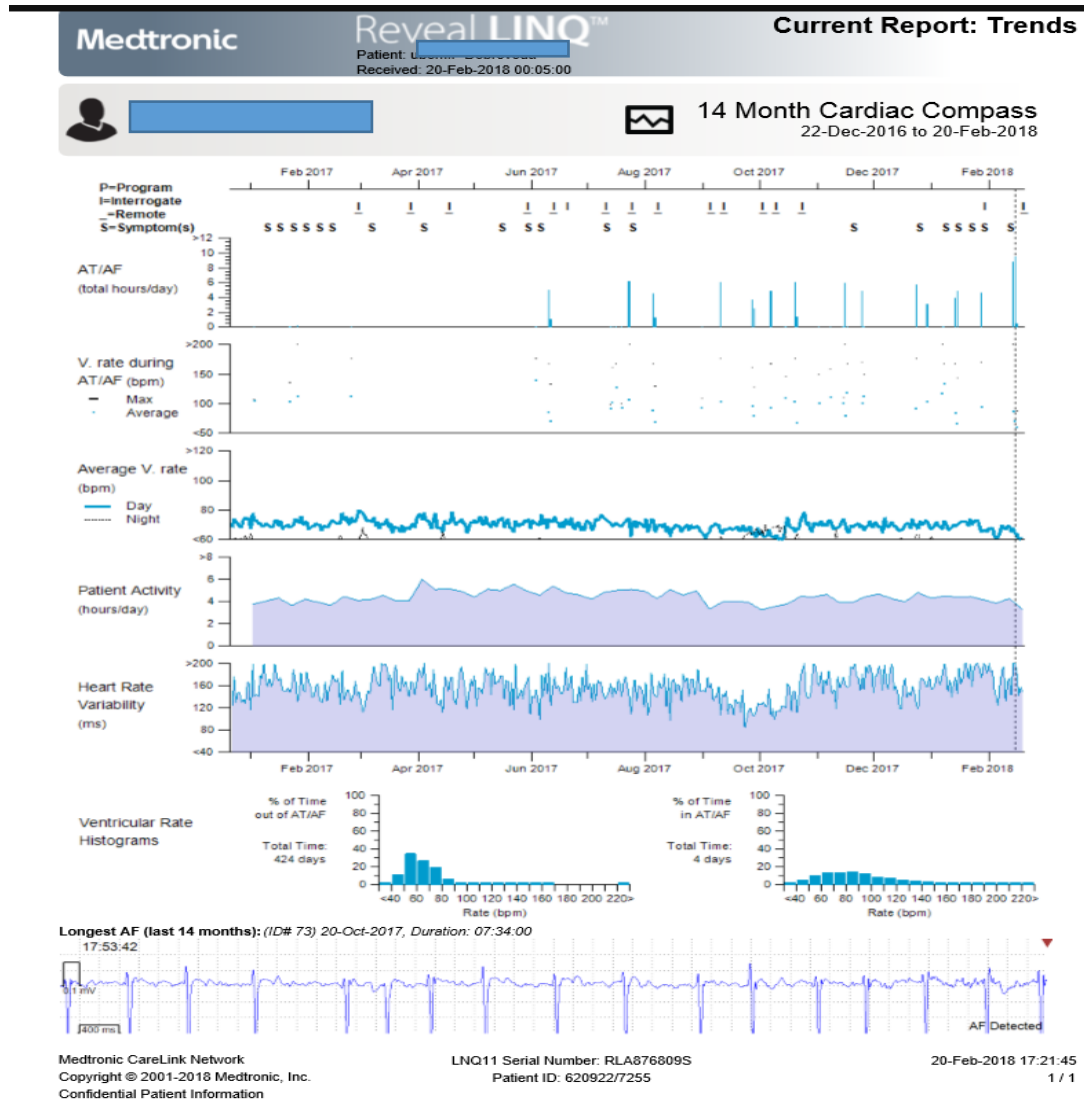 Medtronic
Reveal LINQ™
Current Report: Trends
Patient:
Received: 20-Feb-2018 00:05:00
14 Month Cardiac Compass
22-Dec-2016 to 20-Feb-2018
Feb 2017 Apr 2017 Jun 2017 Aug 2017 Oct 2017 Dec 2017 Feb 2018
P=Program
I=Interrogate
_=Remote
S=Symptom(s)
I I I I I I I I I I I I I I I I
S S S S S S S S S S S S S S S S S S S S
AT/AF
(total hours/day)
>12
10
8
6
4
2
0
V. rate during
AT/AF (bpm)
Max
Average
>200
150
100
<50
Average V. rate
(bpm)
Day
Night
>120
100
80
<60
Patient Activity
(hours/day)
>8
6
4
2
0
Heart Rate
Variability
(ms)
>200
160
120
80
<40
Feb 2017 Apr 2017 Jun 2017 Aug 2017 Oct 2017 Dec 2017 Feb 2018
Ventricular Rate
Histograms
% of Time
out of AT/AF
Total Time:
424 days
100
80
60
40
20
0
<40 60 80 100 120 140 160 180 200 220>
Rate (bpm)
% of Time
in AT/AF
Total Time:
4 days
100
80
60
40
20
0
<40 60 80 100 120 140 160 180 200 220>
Rate (bpm)
Longest AF (last 14 months): (ID# 73) 20-Oct-2017, Duration: 07:34:00
17:53:42
0.1 mV
400 ms
AF Detected
Medtronic CareLink Network
Copyright © 2001-2018 Medtronic, Inc.
Confidential Patient Information
LNQ11 Serial Number: RLA876809S
Patient ID: 620922/7255
20-Feb-2018 17:21:45
1 / 1